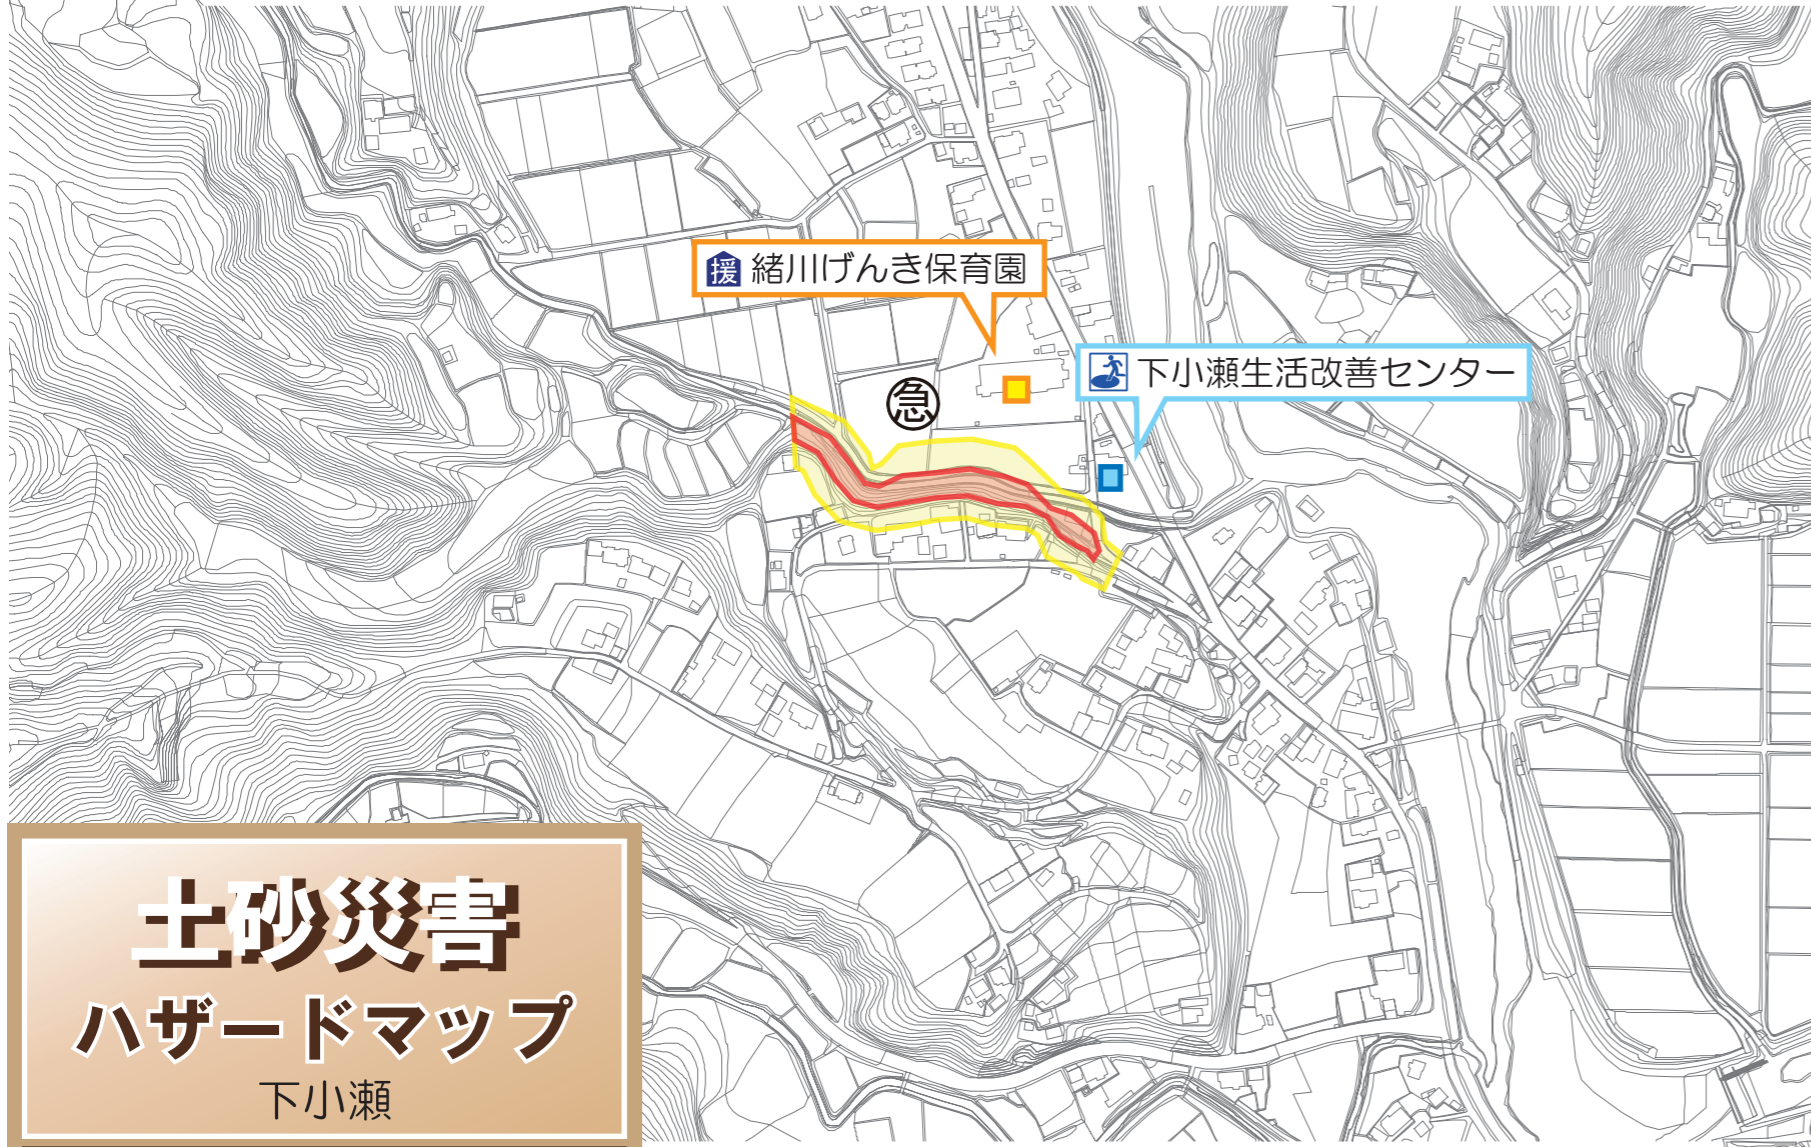 援 緒川げんき保育園
下小瀬生活改善センター
急
土砂災害
ハザードマップ
下小瀬